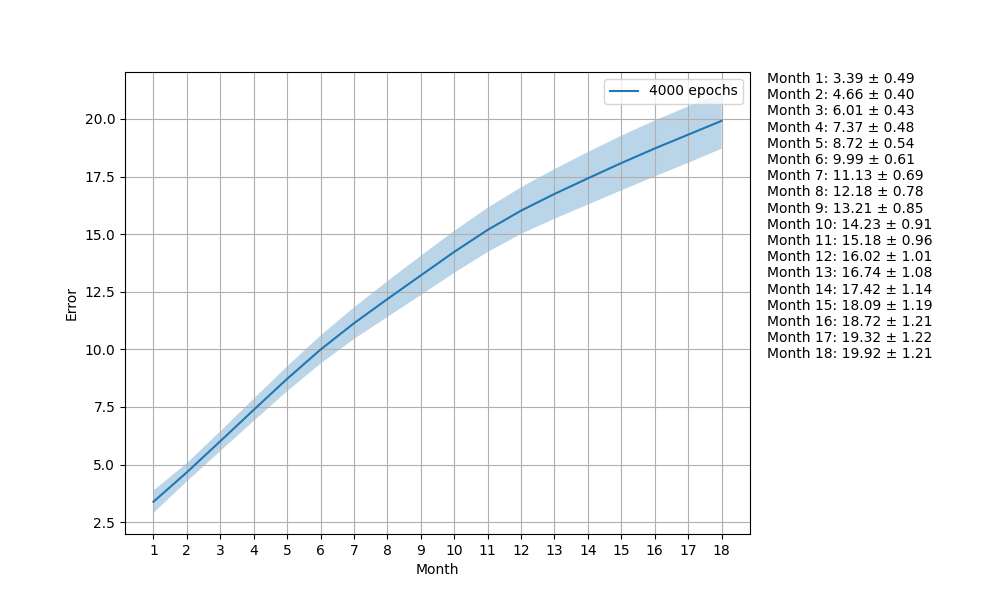 4000 epochs
Month 1: 3.39 ± 0.49
Month 2: 4.66 ± 0.40
Month 3: 6.01 ± 0.43
Month 4: 7.37 ± 0.48
Month 5: 8.72 ± 0.54
Month 6: 9.99 ± 0.61
Month 7: 11.13 ± 0.69
Month 8: 12.18 ± 0.78
Month 9: 13.21 ± 0.85
Month 10: 14.23 ± 0.91
Month 11: 15.18 ± 0.96
Month 12: 16.02 ± 1.01
Month 13: 16.74 ± 1.08
Month 14: 17.42 ± 1.14
Month 15: 18.09 ± 1.19
Month 16: 18.72 ± 1.21
Month 17: 19.32 ± 1.22
Month 18: 19.92 ± 1.21
Error
20.0
17.5
15.0
12.5
10.0
7.5
5.0
2.5
1 2 3 4 5 6 7 8 9 10 11 12 13 14 15 16 17 18
Month